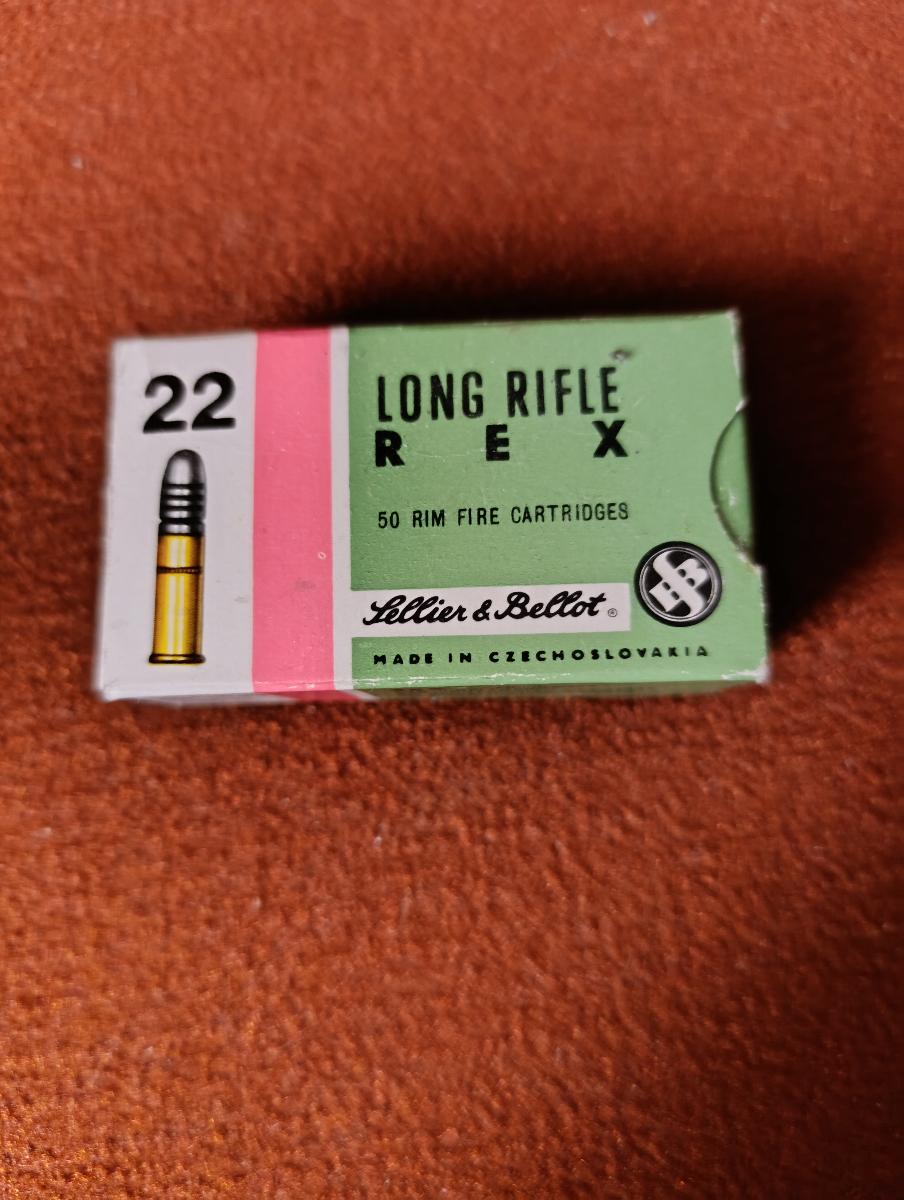 22
LONG RIFLE
REX
50 RIM FIRE CARTRIDGES
Sellier & Bellot ®
MADE IN CZECHOSLOVAKIA
S&B